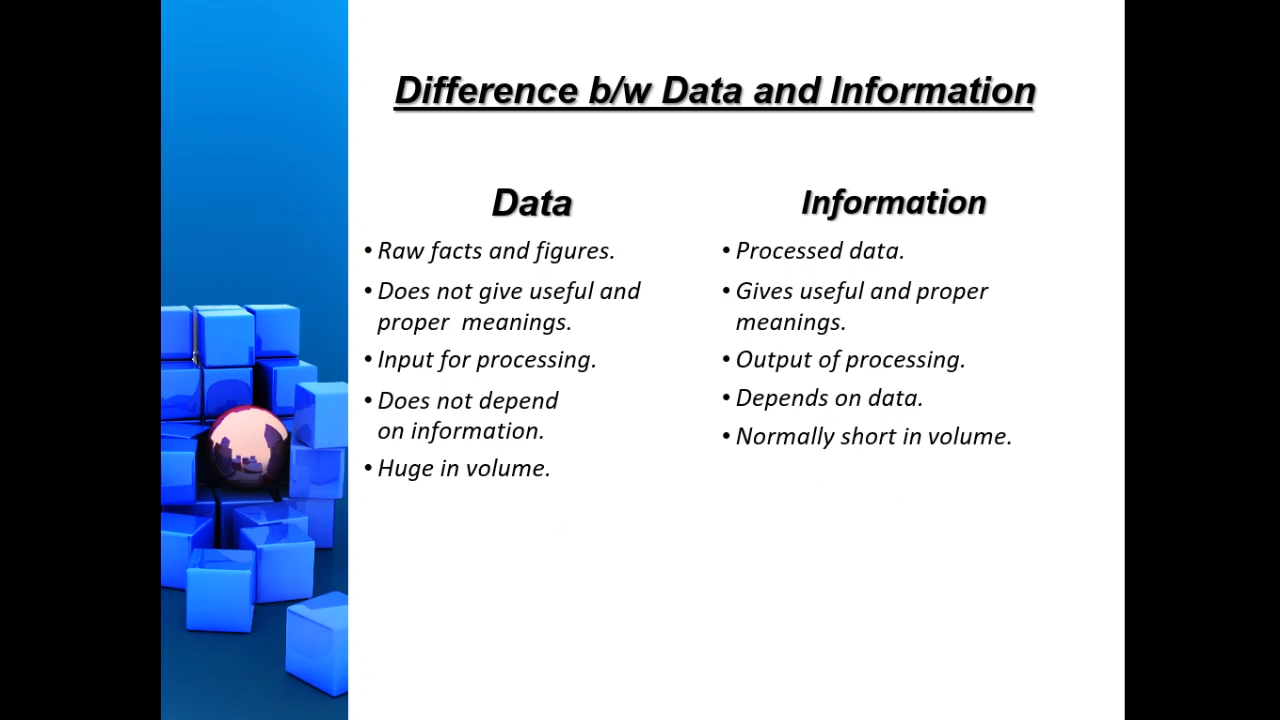 Difference b/w Data and Information
Data
• Raw facts and figures.
• Does not give useful and
proper meanings.
• Input for processing.
• Does not depend
on information.
• Huge in volume.
Information
• Processed data.
• Gives useful and proper
meanings.
• Output of processing.
• Depends on data.
• Normally short in volume.